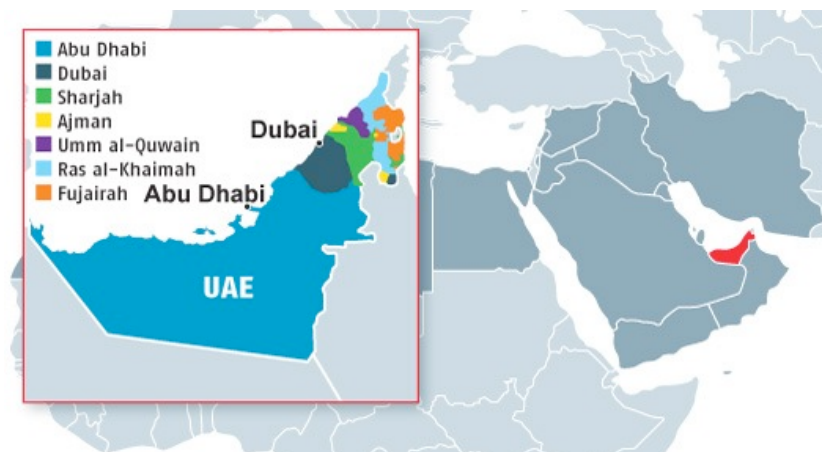 Abu Dhabi
Dubai
Sharjah
Ajman
Umm al-Quwain
Ras al-Khaimah
Fujairah
Dubai
Abu Dhabi
UAE